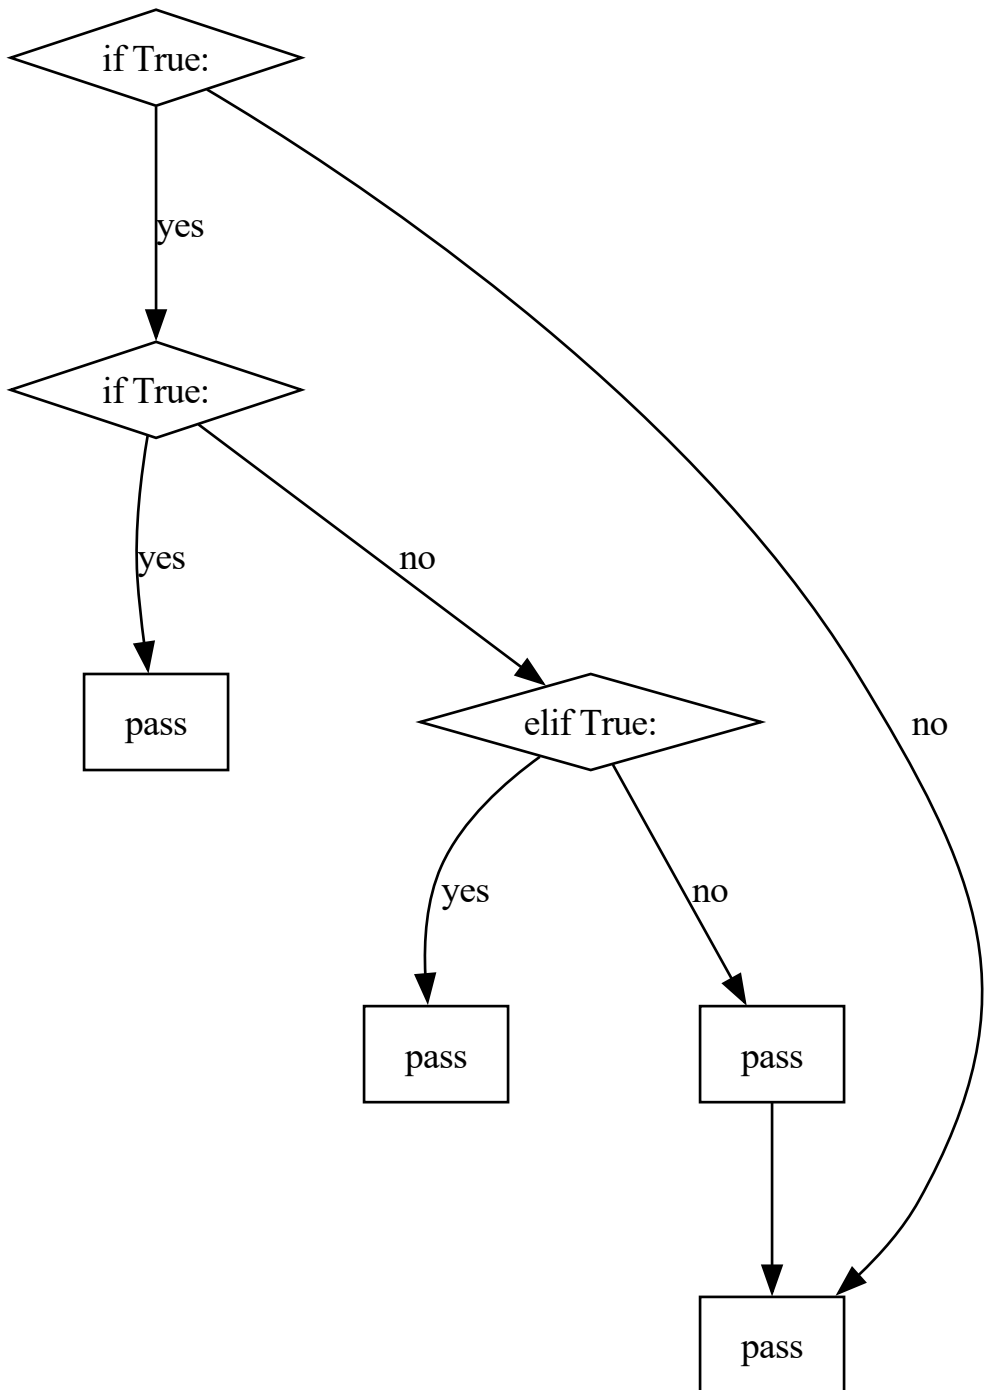 if True:
yes
if True:
yes
no
pass
elif True:
no
yes
no
pass
pass
pass